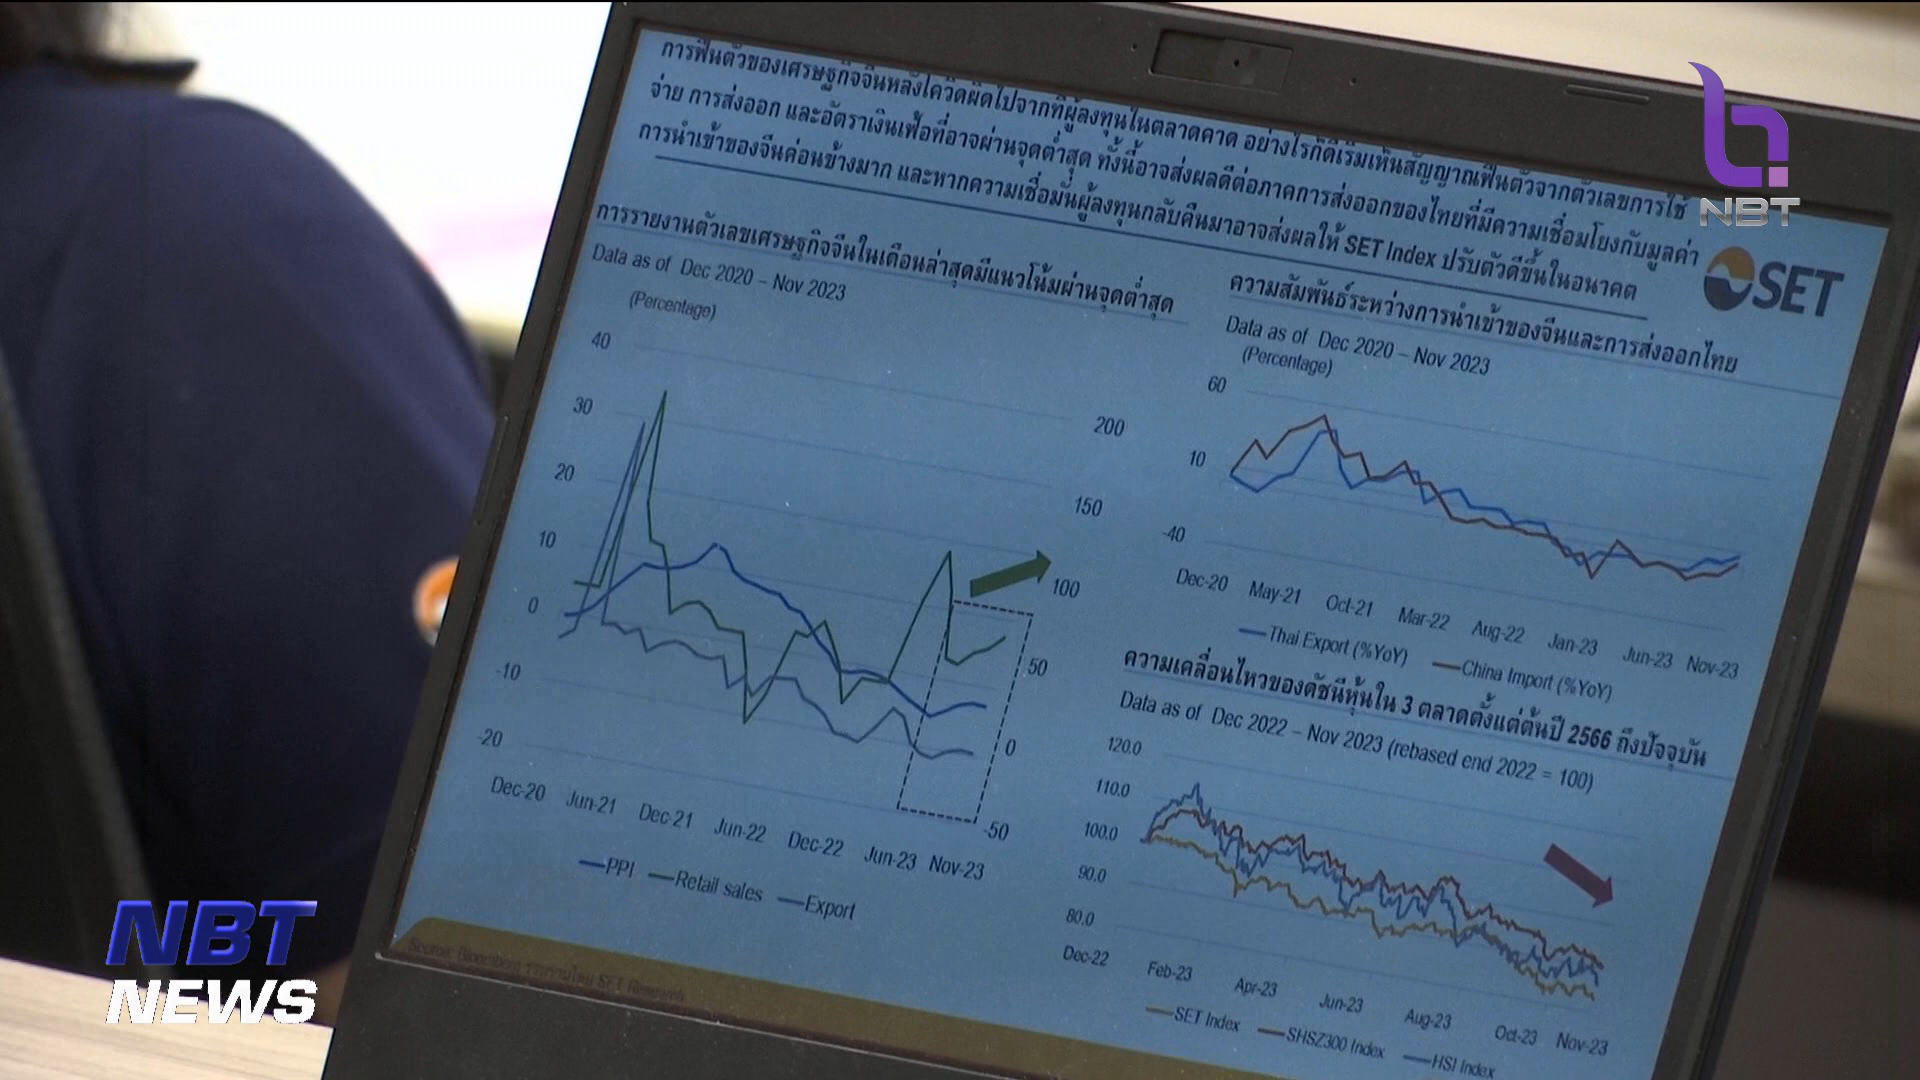 การฟื้นตัวของเศรษฐกิจจีนหลังโควิดผิดไปจากที่ผู้ลงทุนในตลาดคาด อย่างไรก็ดีเริ่มเห็นสัญญาณฟื้นตัวจากตัวเลขการใช้
จ่าย การส่งออก และอัตราเงินเฟ้อที่อาจผ่านจุดต่ำสุด ทั้งนี้อาจส่งผลดีต่อภาคการส่งออกของไทยที่มีความเชื่อมโยงกับมูลค่า
การนำเข้าของจีนค่อนข้างมาก และหากความเชื่อมั่นผู้ลงทุนกลับคืนมาอาจส่งผลให้ SET Index ปรับตัวดีขึ้นในอนาคต
NBT
SET
การรายงานตัวเลขเศรษฐกิจจีนในเดือนล่าสุดมีแนวโน้มผ่านจุดต่ำสุด
Data as of Dec 2020 – Nov 2023
(Percentage)
40
30
20
10
0
-10
-20
200
150
100
50
0
-50
Dec-20 Jun-21 Dec-21 Jun-22 Dec-22 Jun-23 Nov-23
PPI Retail sales Export
ความสัมพันธ์ระหว่างการนำเข้าของจีนและการส่งออกไทย
Data as of Dec 2020 – Nov 2023
(Percentage)
60
10
-40
Dec-20 May-21 Oct-21 Mar-22 Aug-22 Jan-23 Jun-23 Nov-23
Thai Export (%YoY) China Import (%YoY)
ความเคลื่อนไหวของดัชนีหุ้นใน 3 ตลาดตั้งแต่ต้นปี 2566 ถึงปัจจุบัน
Data as of Dec 2022 – Nov 2023 (rebased end 2022 = 100)
120.0
110.0
100.0
90.0
80.0
Dec-22 Feb-23 Apr-23 Jun-23 Aug-23 Oct-23 Nov-23
SET Index SHSZ300 Index HSI Index
Source: Bloomberg รวบรวมโดย SET Research
NBT
NEWS